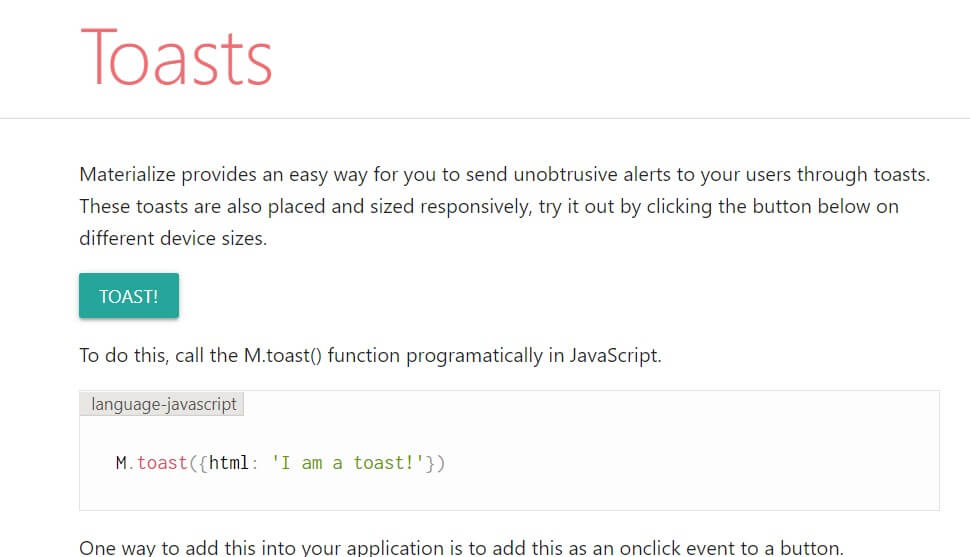 Toasts
Materialize provides an easy way for you to send unobtrusive alerts to your users through toasts.
These toasts are also placed and sized responsively, try it out by clicking the button below on
different device sizes.
TOAST!
To do this, call the M.toast() function programatically in JavaScript.
language-javascript
M.toast({html: 'I am a toast!'})
One way to add this into your application is to add this as an onclick event to a button.